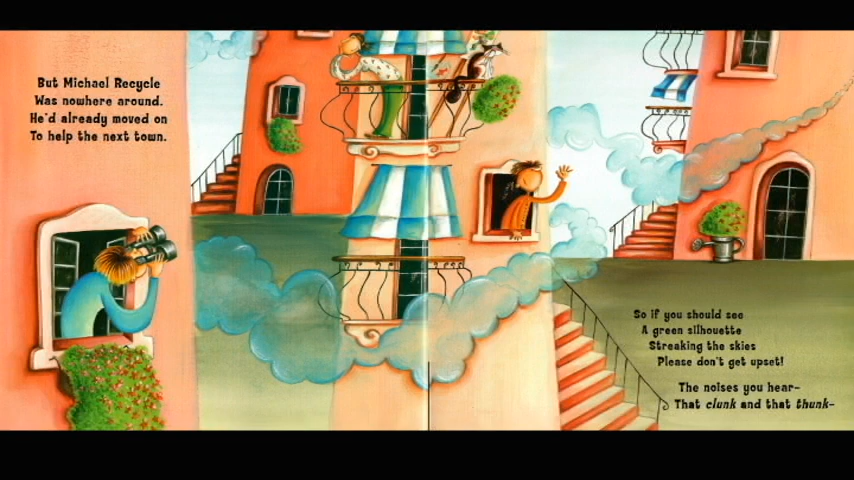 But Michael Recycle
Was nowhere around.
He'd already moved on
To help the next town.
So if you should see
A green silhouette
Streaking the skies
Please don't get upset!
The noises you hear–
That clunk and that thunk–